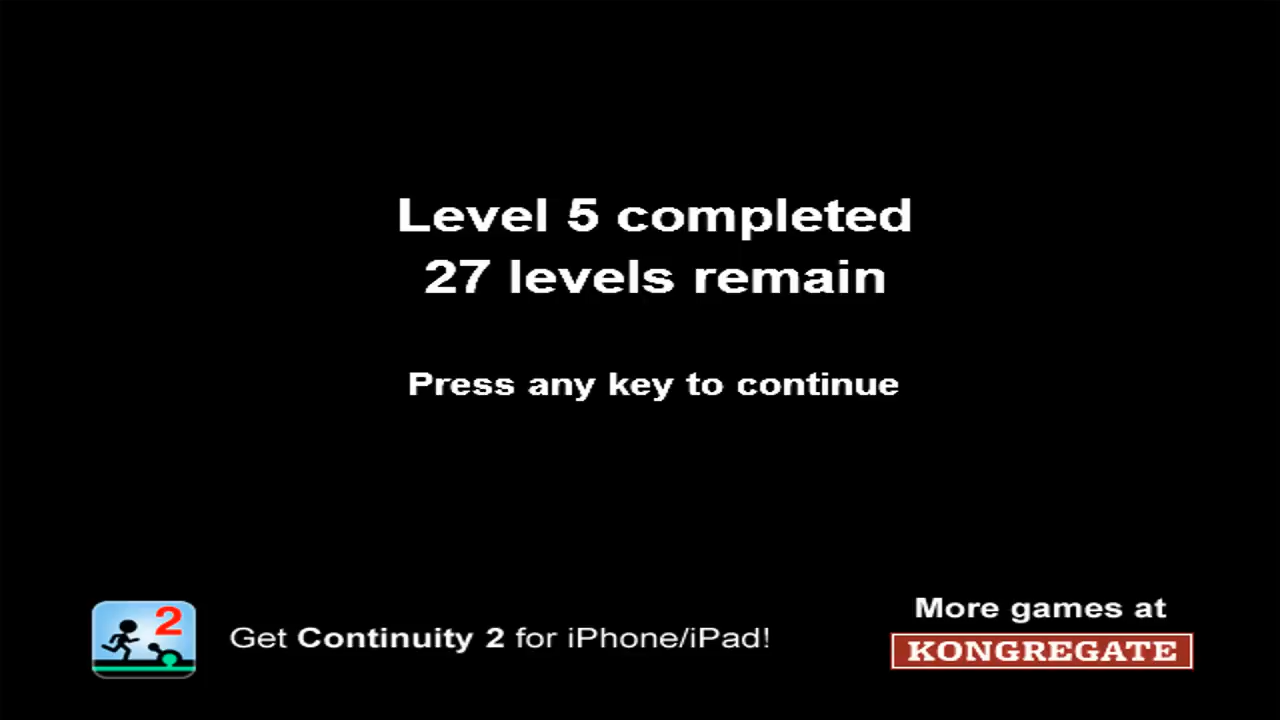 Level 5 completed
27 levels remain
Press any key to continue
2
Get Continuity 2 for iPhone/iPad!
More games at
KONGREGATE